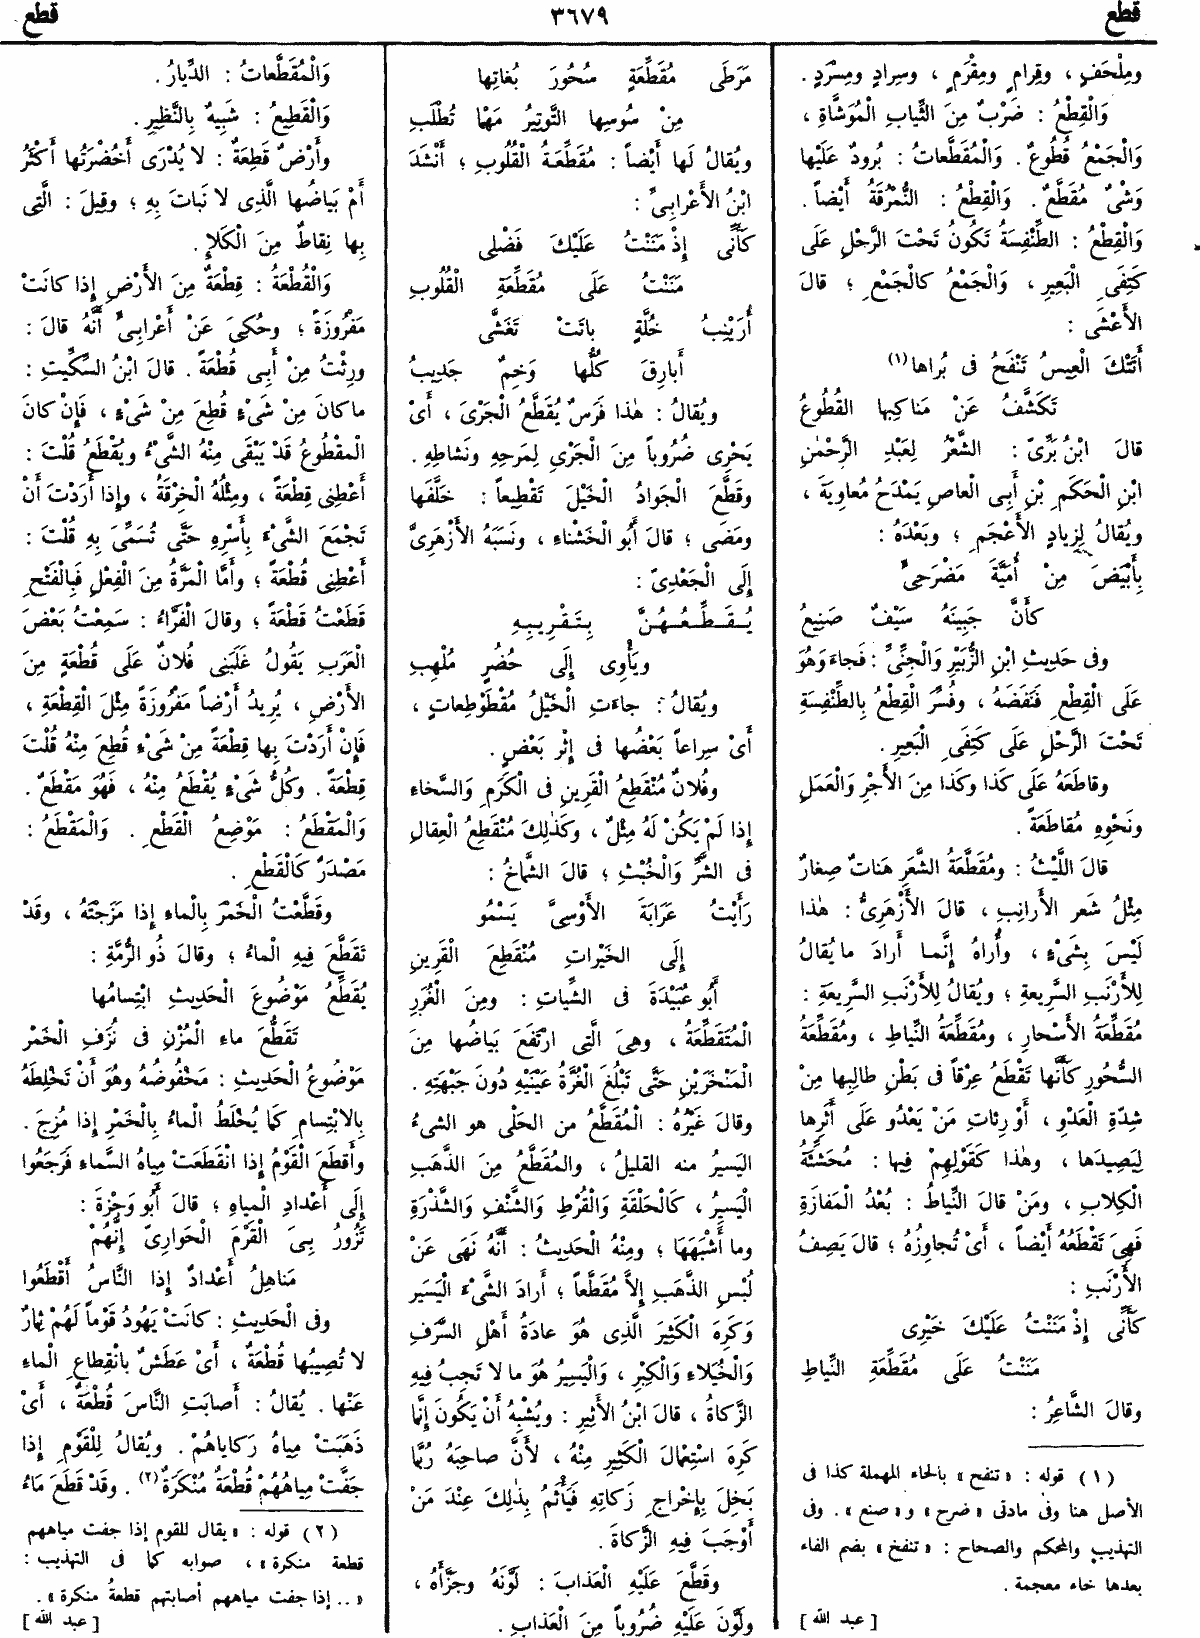 قطع
٣٦٧٩
قطع
ومِلْحَفٍ ، وقِرامٍ ومِقْرَمٍ ، وسِرادٍ ومِسْرَدٍ .
وَالْقِطْعُ : ضَرْبٌ مِنَ الثِّيابِ الْمُوَشَّاةِ ،
وَالْجَمْعُ قُطُوعٌ . وَالْمُقَطَّعاتُ : بُرودٌ عَلَيْها
وَشْىٌ مُقَطَّعٌ . وَالْقِطْعُ : النُّمْرُقَةُ أَيْضاً .
وَالْقِطْعُ : الطِّنْفِسَةُ تَكُونُ تَحْتَ الرَّحْلِ عَلَى
كَتِفَىِ الْبَعِيرِ ، وَالْجَمْعُ كالْجَمْعِ ؛ قالَ
الأَعْشَى :
أَتَتْكَ الْعِيسُ تَنْفَحُ فِى بُراها (١)
تَكَشَّفُ عَنْ مَناكِبِها القُطُوعُ
قالَ ابْنُ بَرِّىّ : الشِّعْرُ لِعَبْدِ الرَّحْمٰنِ
ابْنِ الْحَكَمِ بْنِ أَبِى الْعاصِ يَمْدَحُ مُعاوِيَةَ ،
ويُقالُ لِزِيادٍ الأَعْجَمِ ؛ وبَعْدَهُ :
بِأَبْيَضَ مِنْ أُمَيَّةَ مَضْرَحِىٍّ
كَأَنَّ جَبِينَهُ سَيْفٌ صَنِيعُ
وفى حَدِيثِ ابْنِ الزُّبَيْرِ وَالْجِنِّىِّ : فَجاءَ وَهُوَ
عَلَى الْقِطْعِ فَنَفَضَهُ ، وفُسِّرَ الْقِطْعُ بِالطِّنْفِسَةِ
تَحْتَ الرَّحْلِ عَلَى كَتِفَىِ الْبَعِيرِ .
وقاطَعَهُ عَلَى كَذا وكَذا مِنَ الأَجْرِ وَالْعَمَلِ
ونَحْوِهِ مُقاطَعَةً .
قالَ اللَّيْثُ : ومُقَطَّعَةُ الشَّعَرِ هَناتٌ صِغارٌ
مِثْلُ شَعرِ الأَرانِبِ ، قالَ الأَزْهَرِىُّ : هٰذا
لَيْسَ بِشَىْءٍ ، وأُراهُ إِنَّما أَرادَ ما يُقالُ
لِلأَرْنَبِ السَّرِيعَةِ ؛ ويُقالُ لِلأَرْنَبِ السَّرِيعَةِ :
مُقَطِّعَةُ الأَسْحارِ ، ومُقَطِّعَةُ النِّياطِ ، ومُقَطِّعَةُ
السُّحُورِ كَأَنَّها تَقْطَعُ عِرْقاً فى بَطْنِ طالِبِها مِنْ
شِدَّةِ الْعَدْوِ ، أَوْ رِئاتِ مَنْ يَعْدُو عَلَى أَثَرِها
لِيَصِيدَها ، وهٰذا كَقَوْلِهِمْ فِيها : مُحَشِّئَةُ
الْكِلابِ ، ومَنْ قالَ النِّياطُ : بُعْدُ الْمَفازَةِ
فَهِىَ تَقْطَعُهُ أَيْضاً ، أَىْ تُجاوِزُهُ ؛ قالَ يَصِفُ
الأَرْنَبَ :
كَأَنِّى إِذْ مَنَنْتُ عَلَيْكَ خَيْرِى
مَنَنْتُ عَلَى مُقَطِّعَةِ النِّياطِ
وقالَ الشَّاعِرُ :
(١) قوله : « تنفح » بالحاء المهملة كذا فى
الأصل هنا وفى مادتى « ضرح » و « صنع » . وفى
التهذيب والمحكم والصحاح : « تنفخ » بضم الفاء
بعدها خاء معجمة .
[ عبد الله ]
مَرَطَى مُقَطِّعَةٍ سُحُورَ بُغاتِها
مِنْ سُوسِها التَّوتِيرُ مَهْما تُطْلَبِ
ويُقالُ لَها أَيْضاً : مُقَطِّعَةُ الْقُلُوبِ ؛ أَنْشَدَ
ابْنُ الأَعْرابِىِّ :
كَأَنِّى إِذْ مَنَنْتُ عَلَيْكَ فَضْلِى
مَنَنْتُ عَلَى مُقَطِّعَةِ القُلُوبِ
أُرَيْنِبُ خُلَّةٍ باتَتْ تَغَشَّى
أَبارِقَ كُلُّها وَخِمٌ جَدِيبُ
ويُقالُ : هٰذا فَرَسٌ يُقَطِّعُ الْجَرْىَ ، أَىْ
يَجْرِى ضُرُوباً مِنَ الْجَرْىِ لِمَرَحِهِ ونَشاطِهِ .
وقَطَّعَ الْجَوادُ الْخَيْلَ تَقْطِيعاً : خَلَّفَها
ومَضَى ؛ قالَ أَبُو الْخَشْناءِ ، ونَسَبَهُ الأَزْهَرِىُّ
إِلَى الْجَعْدِىِّ :
يُقَطِّعُهُنَّ بِتَقْرِيبِهِ
ويَأْوِى إِلَى حُضُرٍ مُلْهِبِ
ويُقالُ : جاءَتِ الْخَيْلُ مُقْطَوْطِعاتٍ ،
أَىْ سِراعاً بَعْضُها فى إِثْرِ بَعْضٍ .
وفُلانٌ مُنْقَطِعُ الْقَرِينِ فى الْكَرَمِ وَالسَّخاءِ
إِذا لَمْ يَكُنْ لَهُ مِثْلٌ ، وكَذٰلِكَ مُنْقَطِعُ الْعِقالِ
فى الشَّرِّ وَالْخُبْثِ ؛ قالَ الشَّمَّاخُ :
رَأَيْتُ عَرابَةَ الأَوْسِىَّ يَسْمُو
إِلَى الْخَيْراتِ مُنْقَطِعَ الْقَرِينِ
أَبُو عُبَيْدَةَ فى الشِّياتِ : ومِنَ الْغُرَرِ
الْمُتَقَطِّعَةُ ، وهِىَ الَّتِى ارْتَفَعَ بَياضُها مِنَ
الْمَنْخَرَيْنِ حَتَّى تَبْلُغَ الْغُرَّةُ عَيْنَيْهِ دُونَ جَبْهَتِهِ .
وقالَ غَيْرُهُ : الْمُقَطَّعُ من الحَلْى هو الشىءُ
اليَسيرُ منه القليلُ ، والمُقَطَّعُ مِنَ الذَّهَبِ
الْيَسِيرُ ، كَالْحَلْقَةِ وَالْقُرْطِ وَالشَّنْفِ وَالشَّذْرَةِ
وما أَشْبَهَها ؛ ومِنْهُ الْحَدِيثُ : أَنَّهُ نَهَى عَنْ
لُبْسِ الذَّهَبِ إِلاَّ مُقَطَّعاً ؛ أَرادَ الشَّىْءَ الْيَسَير
وَكَرِهَ الْكَثِيرَ الَّذِى هُوَ عادَةُ أَهْلِ السَّرَفِ
وَالْخُيَلاءِ وَالْكِبْرِ ، وَالْيَسِيرُ هُوَ ما لا تَجِبُ فِيهِ
الزَّكاةُ ، قالَ ابْنُ الأَثِيرِ : ويُشْبِهُ أَنْ يَكُونَ إِنَّما
كَرِهَ اسْتِعْمالَ الْكَثِيرِ مِنْهُ ، لأَنَّ صاحِبَهُ رُبَّما
بَخِلَ بِإِخْراجِ زَكاتِهِ فَيَأْثَمُ بِذٰلِكَ عِنْدَ مَنْ
أَوْجَبَ فِيهِ الزَّكاةَ .
وقَطَّعَ عَلَيْهِ الْعَذابَ : لَوَّنَهُ وجَزَّأَهُ ،
ولَوَّنَ عَلَيْهِ ضُرُوباً مِنَ الْعَذابِ .
وَالْمُقَطَّعاتُ : الدِّيارُ .
وَالْقَطِيعُ : شَبِيهٌ بِالنَّظِيرِ .
وأَرْضٌ قَطِعَةٌ : لا يُدْرَى أَخُضْرَتُها أَكْثَرُ
أَمْ بَياضُها الَّذِى لا نَباتَ بِهِ ؛ وقِيلَ : الَّتِى
بِها نِقاطٌ مِنَ الْكَلإِ .
وَالْقُطْعَةُ : قِطْعَةٌ مِنَ الأَرْضِ إِذا كانَتْ
مَفْرُوزَةً ؛ وحُكِىَ عَنْ أَعْرابِىٍّ أَنَّهُ قالَ :
ورِثْتُ مِنْ أَبِى قُطْعَةً . قالَ ابْنُ السِّكِّيتِ :
ما كانَ مِنْ شَىْءٍ قُطِعَ مِنْ شَىْءٍ ، فَإِنْ كانَ
الْمَقْطُوعُ قَدْ يَبْقَى مِنْهُ الشَّىْءُ ويُقْطَعُ قُلْتَ :
أَعْطِنِى قِطْعَةً ، ومِثْلُهُ الْخِرْقَةُ ، وإِذا أَرَدْتَ أَنْ
تَجْمَعَ الشَّىْءَ بِأَسْرِهِ حَتَّى تُسَمِّىَ بِهِ قُلْتَ :
أَعْطِنِى قُطْعَةً ؛ وأَمَّا الْمَرَّةُ مِنَ الْفِعْلِ فَبِالْفَتْحِ
قَطَعْتُ قَطْعَةً ؛ وقالَ الْفَرَّاءُ : سَمِعْتُ بَعْضَ
الْعَرَبِ يَقُولُ غَلَبَنِى فُلانٌ عَلَى قُطْعَةٍ مِنَ
الأَرْضِ ، يُرِيدُ أَرْضاً مَفْرُوزَةً مِثْلَ الْقِطْعَةِ ،
فَإِنْ أَرَدْتَ بِها قِطْعَةً مِنْ شَىْءٍ قُطِعَ مِنْهُ قُلْتَ
قِطْعَةً . وكُلُّ شَىْءٍ يُقْطَعُ مِنْهُ ، فَهُوَ مَقْطَعٌ .
وَالْمَقْطَعُ : مَوْضِعُ الْقَطْعِ . وَالْمَقْطَعُ :
مَصْدَرٌ كَالْقَطْعِ .
وقَطَّعْتُ الْخَمْرَ بِالْماءِ إِذا مَزَجْتَهُ ، وقَدْ
تَقَطَّعَ فِيهِ الْماءُ ؛ وقالَ ذُو الرُّمَّةِ :
يُقَطِّعُ مَوْضُوعَ الْحَدِيثِ ابْتِسامُها
تَقَطُّعَ ماءِ الْمُزْنِ فى نُزَفِ الْخَمْرِ
مَوْضُوعُ الْحَدِيثِ : مَخْفُوضُهُ وهُوَ أَنْ تَخْلِطَهُ
بِالِابْتِسامِ كَما يُخْلَطُ الْماءُ بِالْخَمْرِ إِذا مُزِجَ .
وأَقطَعَ الْقَوْمُ إِذا انْقَطَعَتْ مِياهُ السَّماءِ فَرَجَعُوا
إِلَى أَعْدادِ الْمِياهِ ؛ قالَ أَبُو وَجْزَةَ :
تَزُورُ بِىَ الْقَرْمَ الْحَوارِىَّ إِنَّهُمْ
مَناهِلُ أَعْدادٌ إِذا النَّاسُ أَقْطَعُوا
وفى الْحَدِيثِ : كانَتْ يَهُودُ قَوْماً لَهُمْ ثِمارٌ
لا تُصِيبُها قُطْعَةٌ ، أَىْ عَطَشٌ بانْقِطاعِ الْماءِ
عَنْها . يُقالُ : أَصابَتِ النَّاسَ قُطْعَةٌ ، أَىْ
ذَهَبَتْ مِياهُ رَكاياهُمْ . ويُقالُ لِلْقَوْمِ إِذا
جَفَّتْ مِياهُهُمْ قُطْعَةٌ مُنْكَرَةٌ (٢) . وقَدْ قَطَعَ مَاءُ
(٢) قوله : « يقال للقوم إذا جفت مياههم
قطعة منكرة » ، صوابه كما فى التهذيب :
« .. إذا جفت مياههم أصابتهم قطعةُ منكرة » .
[ عبد الله ]